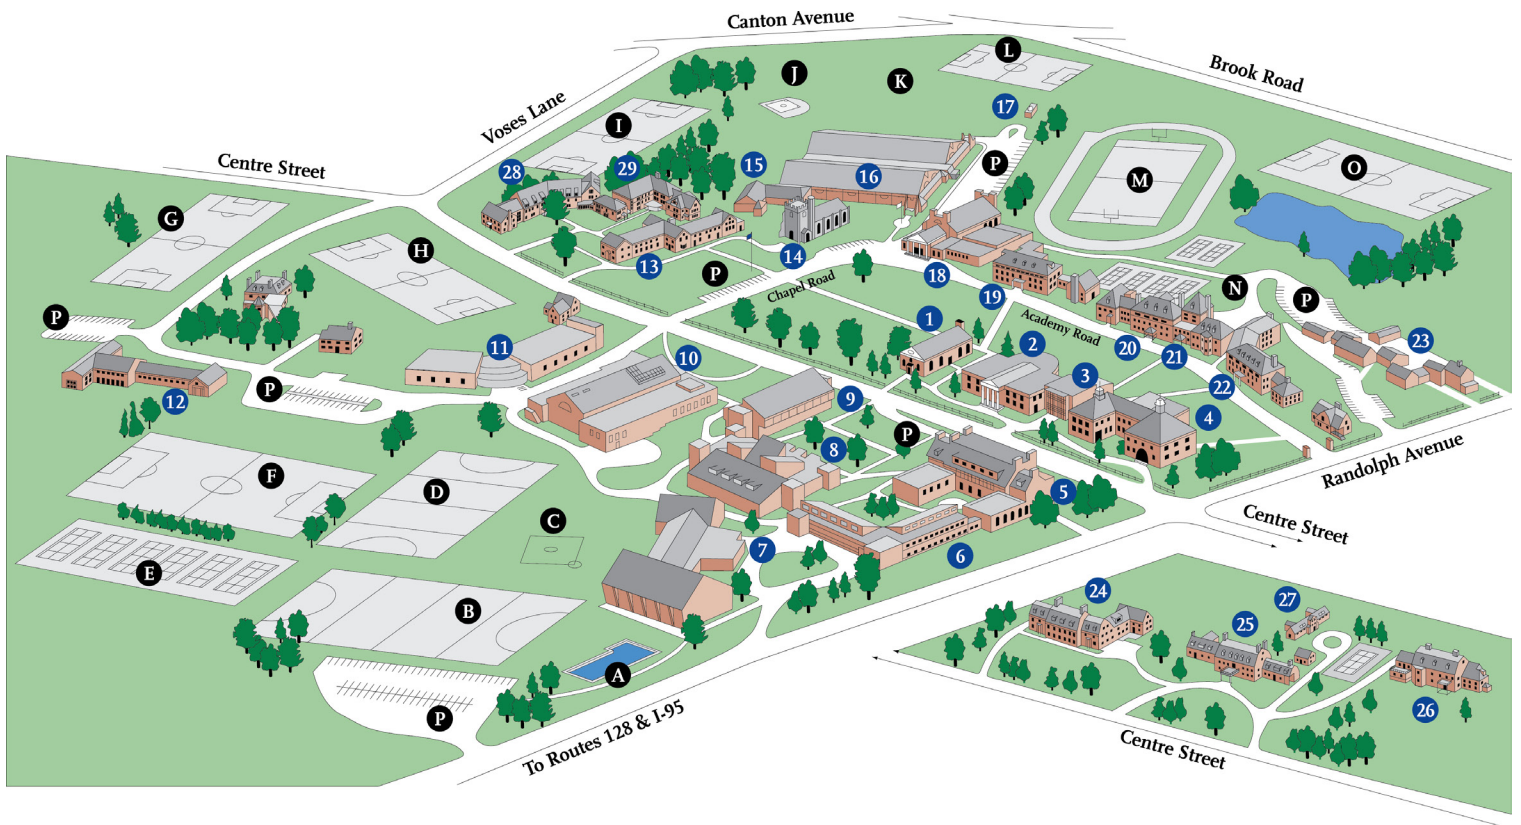 Canton Avenue
L
Brook Road
J
K
Voses Lane
17
I
Centre Street
28
29
15
16
P
M
O
G
H
14
13
P
18
N
P
Chapel Road
19
P
1
Academy Road
2
20
21
23
11
10
3
22
12
P
9
4
P
8
Randolph Avenue
F
D
5
C
Centre Street
7
6
E
24
27
B
25
A
26
P
To Routes 128 & I-95
Centre Street